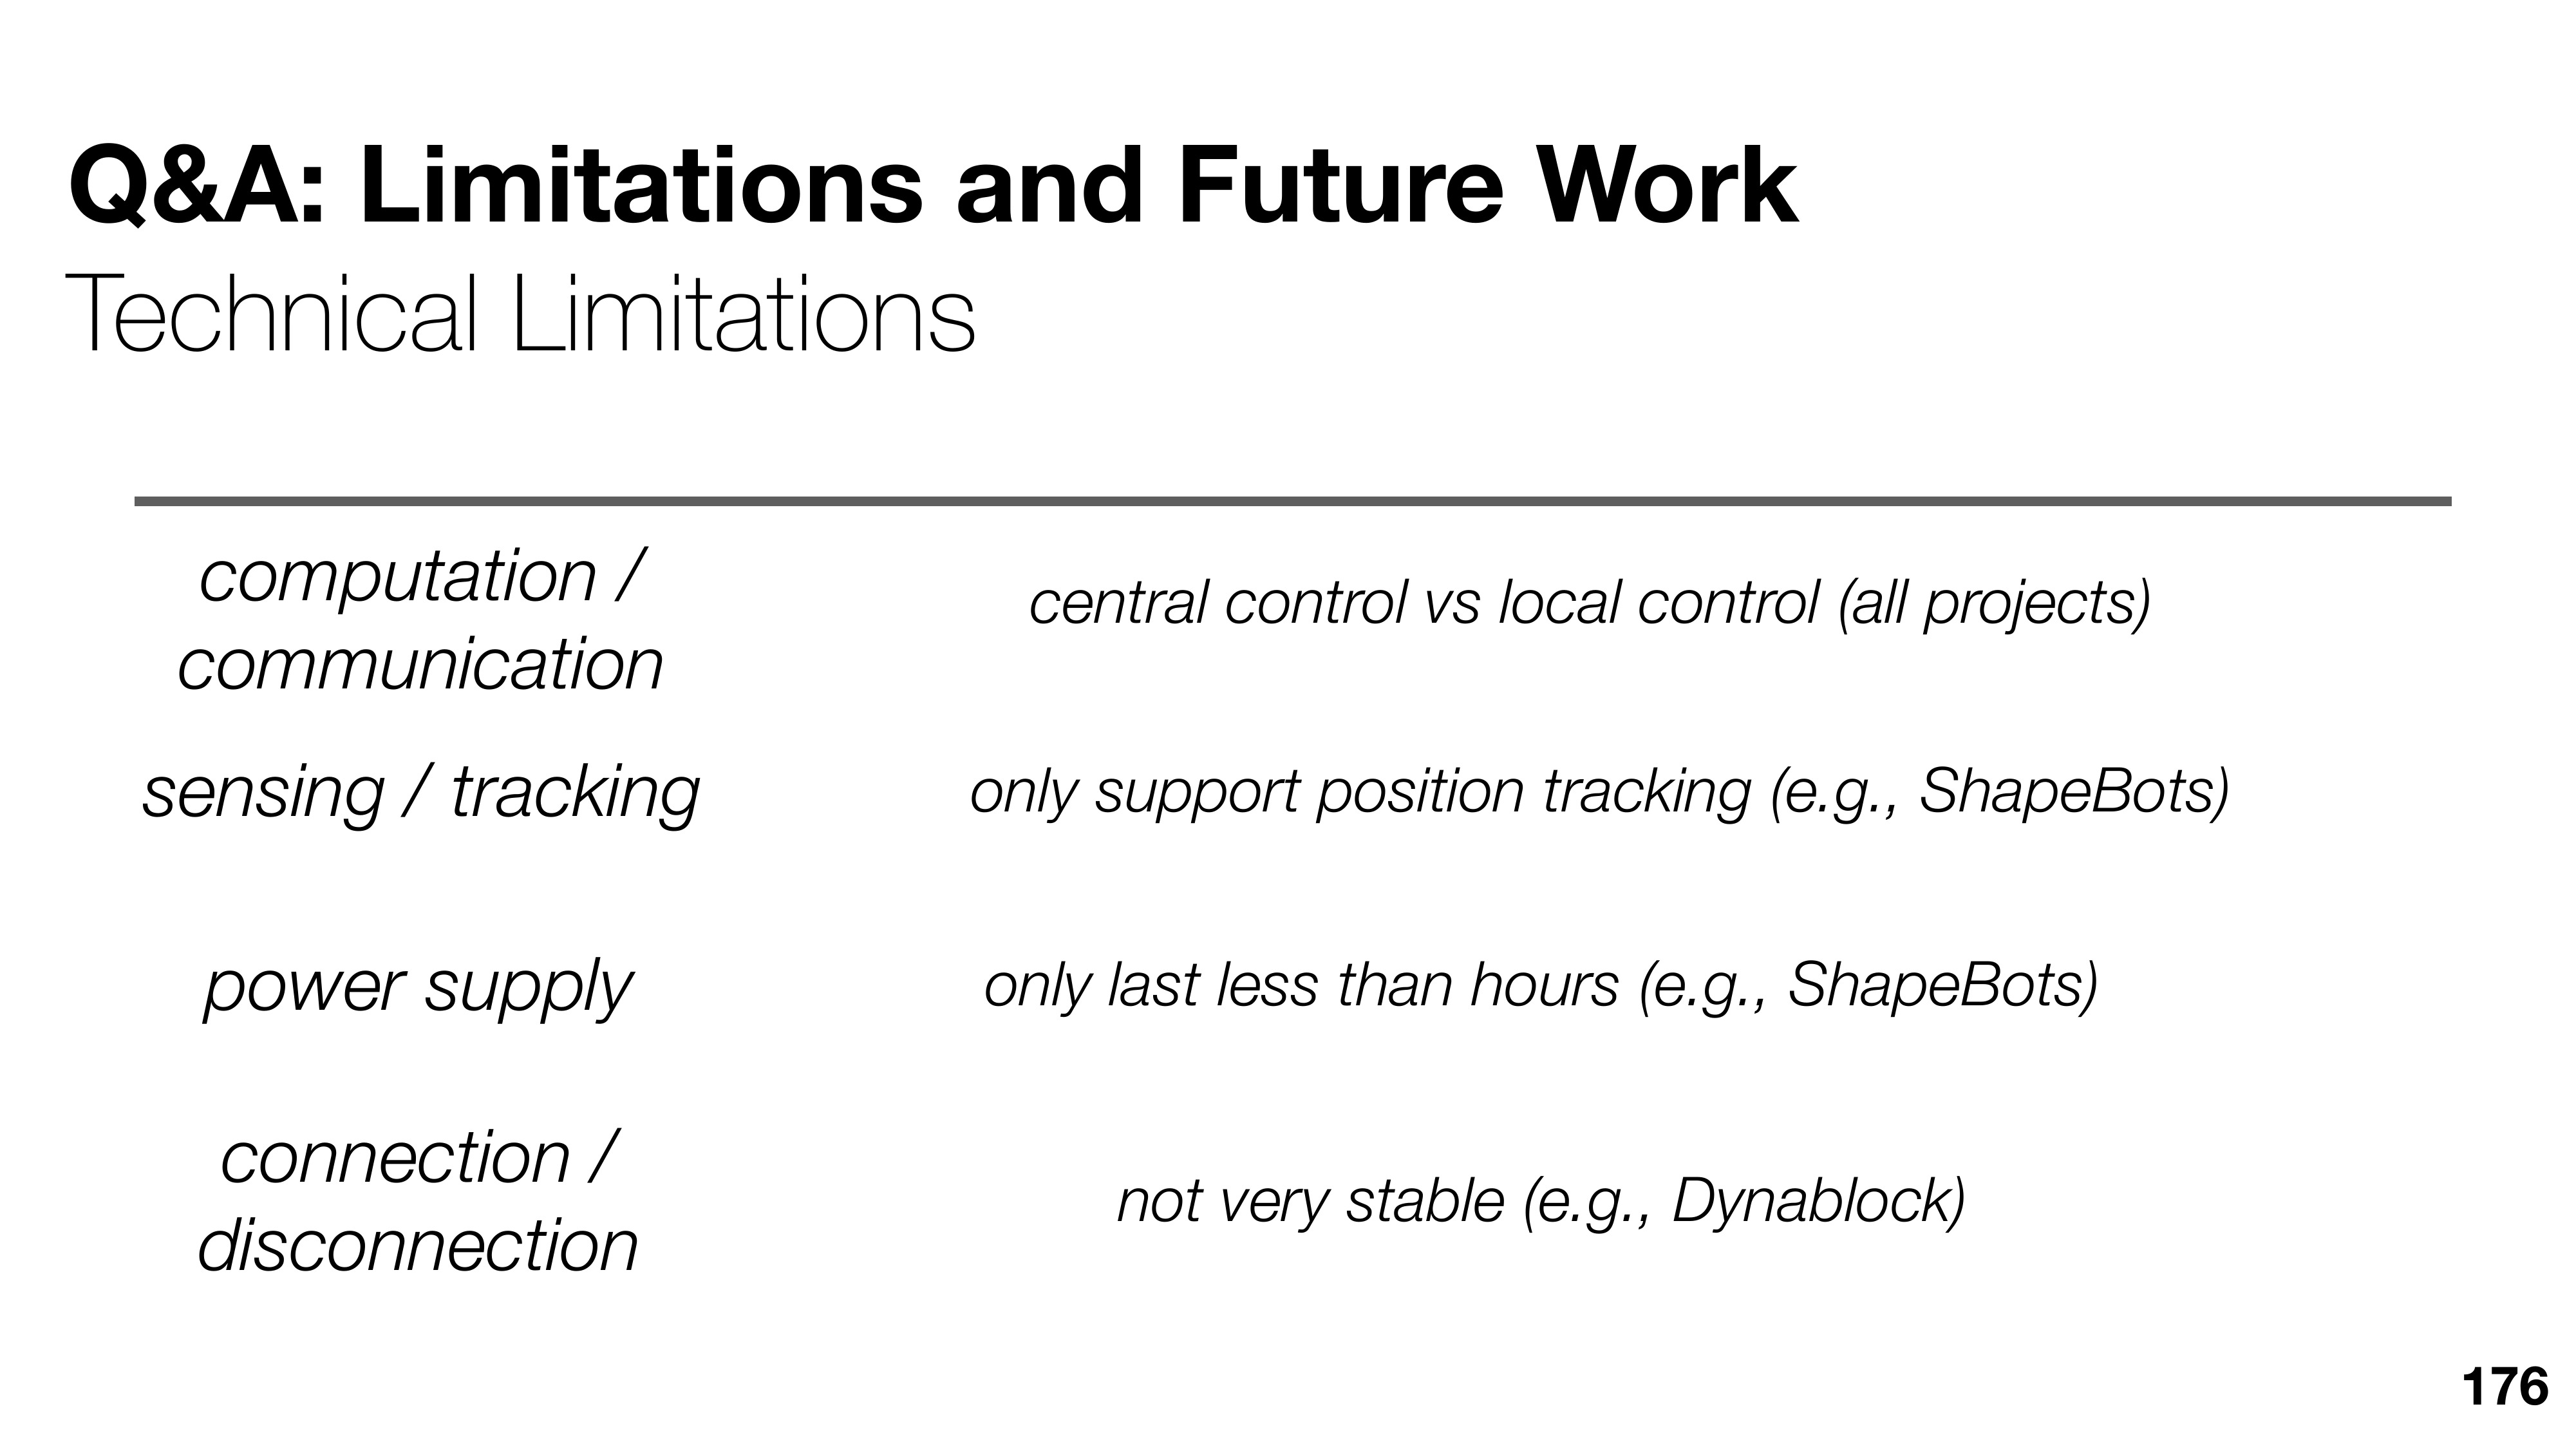 Q&A: Limitations and Future Work
Technical Limitations
computation /
communication
central control vs local control (all projects)
sensing / tracking
only support position tracking (e.g., ShapeBots)
power supply
only last less than hours (e.g., ShapeBots)
connection /
disconnection
not very stable (e.g., Dynablock)
176